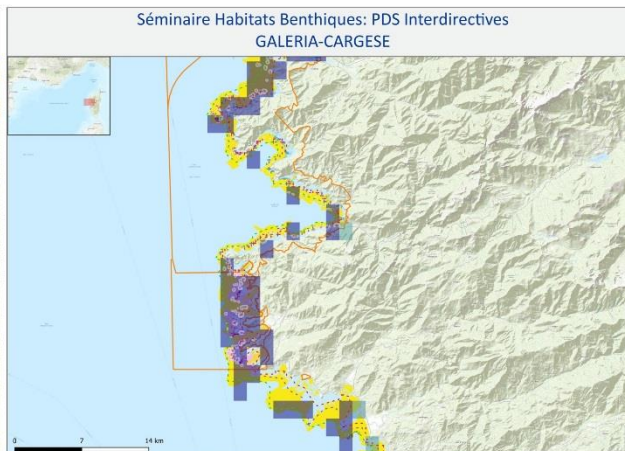 Séminaire Habitats Benthiques: PDS Interdirectives
GALERIA-CARGESE
0 7 14 km